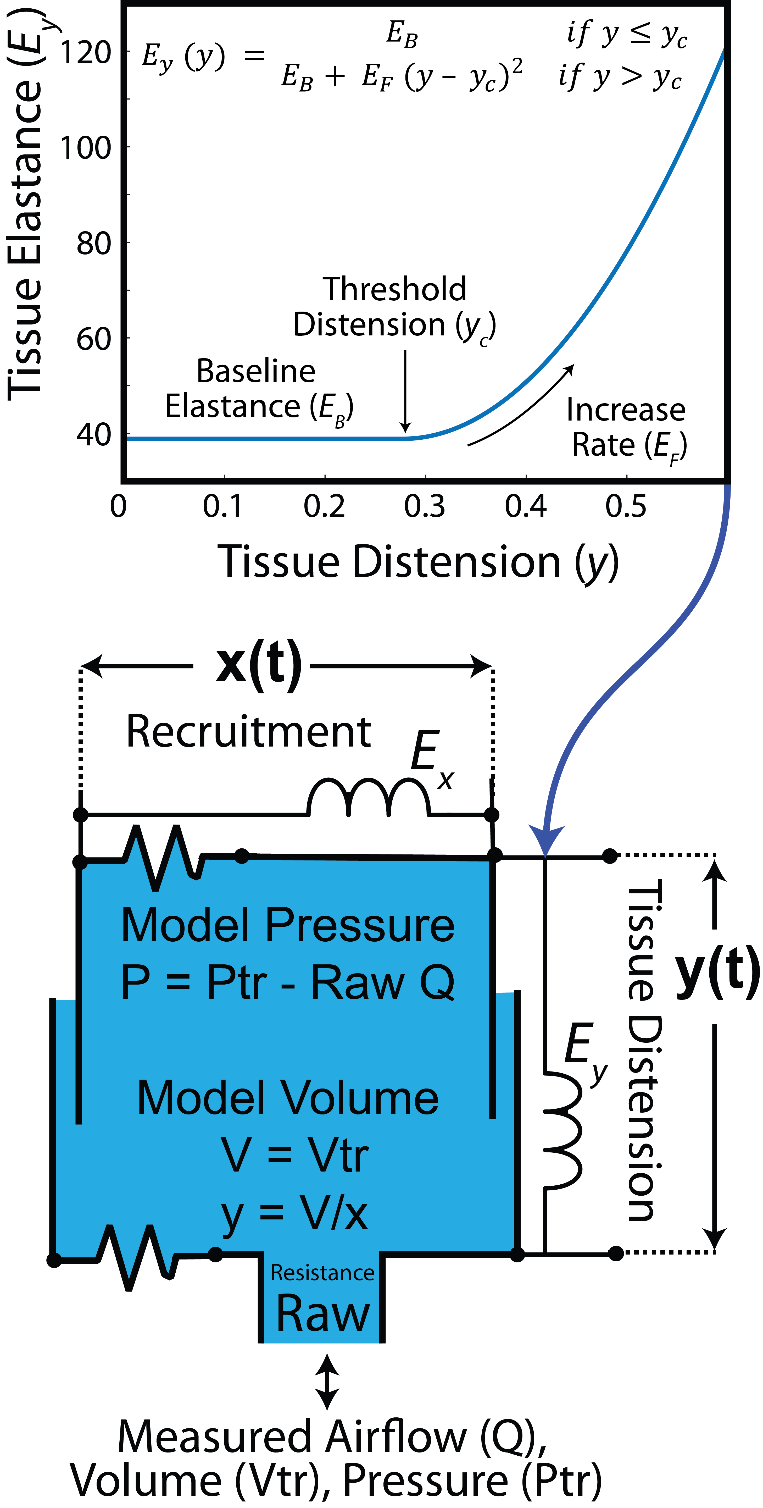 Tissue Elastance (Ey)
120
100
80
60
40
Ey (y) =
EB if y ≤ yc
EB + EF (y − yc)² if y > yc
Threshold
Distension (yc)
Baseline
Elastance (EB)
Increase
Rate (EF)
0 0.1 0.2 0.3 0.4 0.5
Tissue Distension (y)
x(t)
Recruitment
Ex
Model Pressure
P = Ptr - Raw Q
Model Volume
V = Vtr
y = V/x
Ey
Tissue Distension
y(t)
Resistance
Raw
Measured Airflow (Q),
Volume (Vtr), Pressure (Ptr)